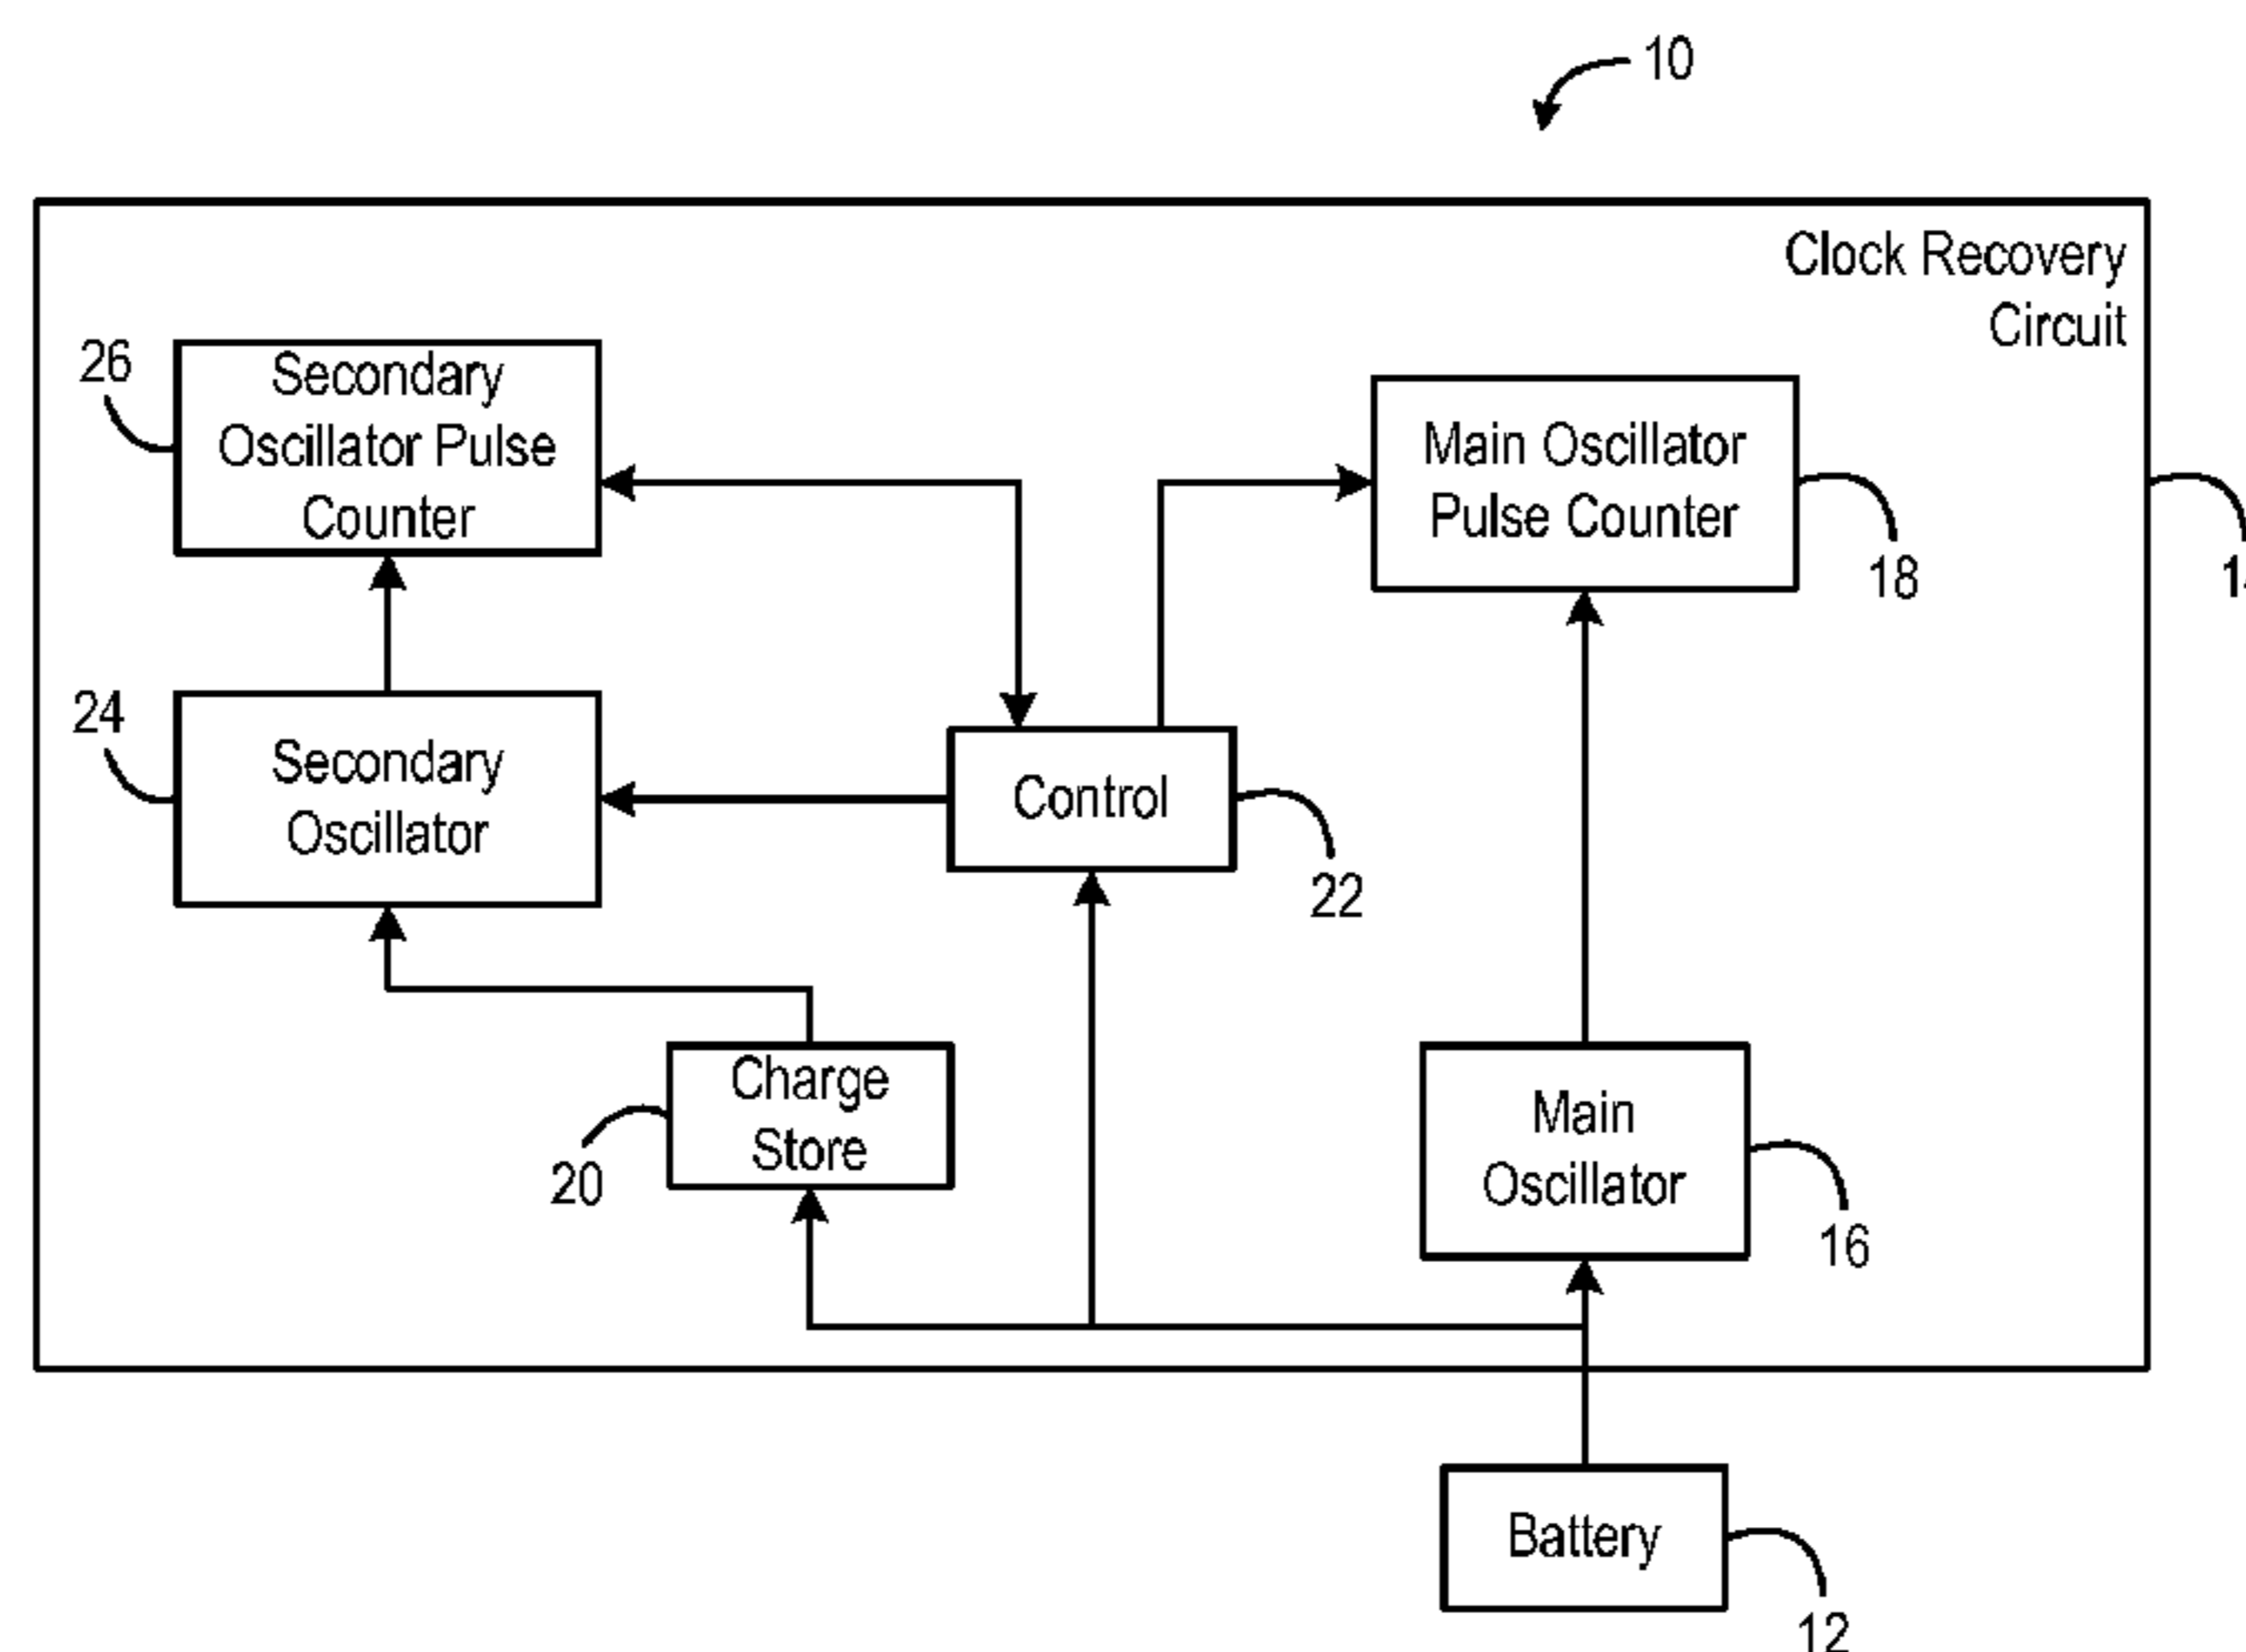 10
Clock Recovery
Circuit
26
Secondary
Oscillator Pulse
Counter
Main Oscillator
Pulse Counter
18
24
Secondary
Oscillator
Control
22
Charge
Store
20
Main
Oscillator
16
Battery
12